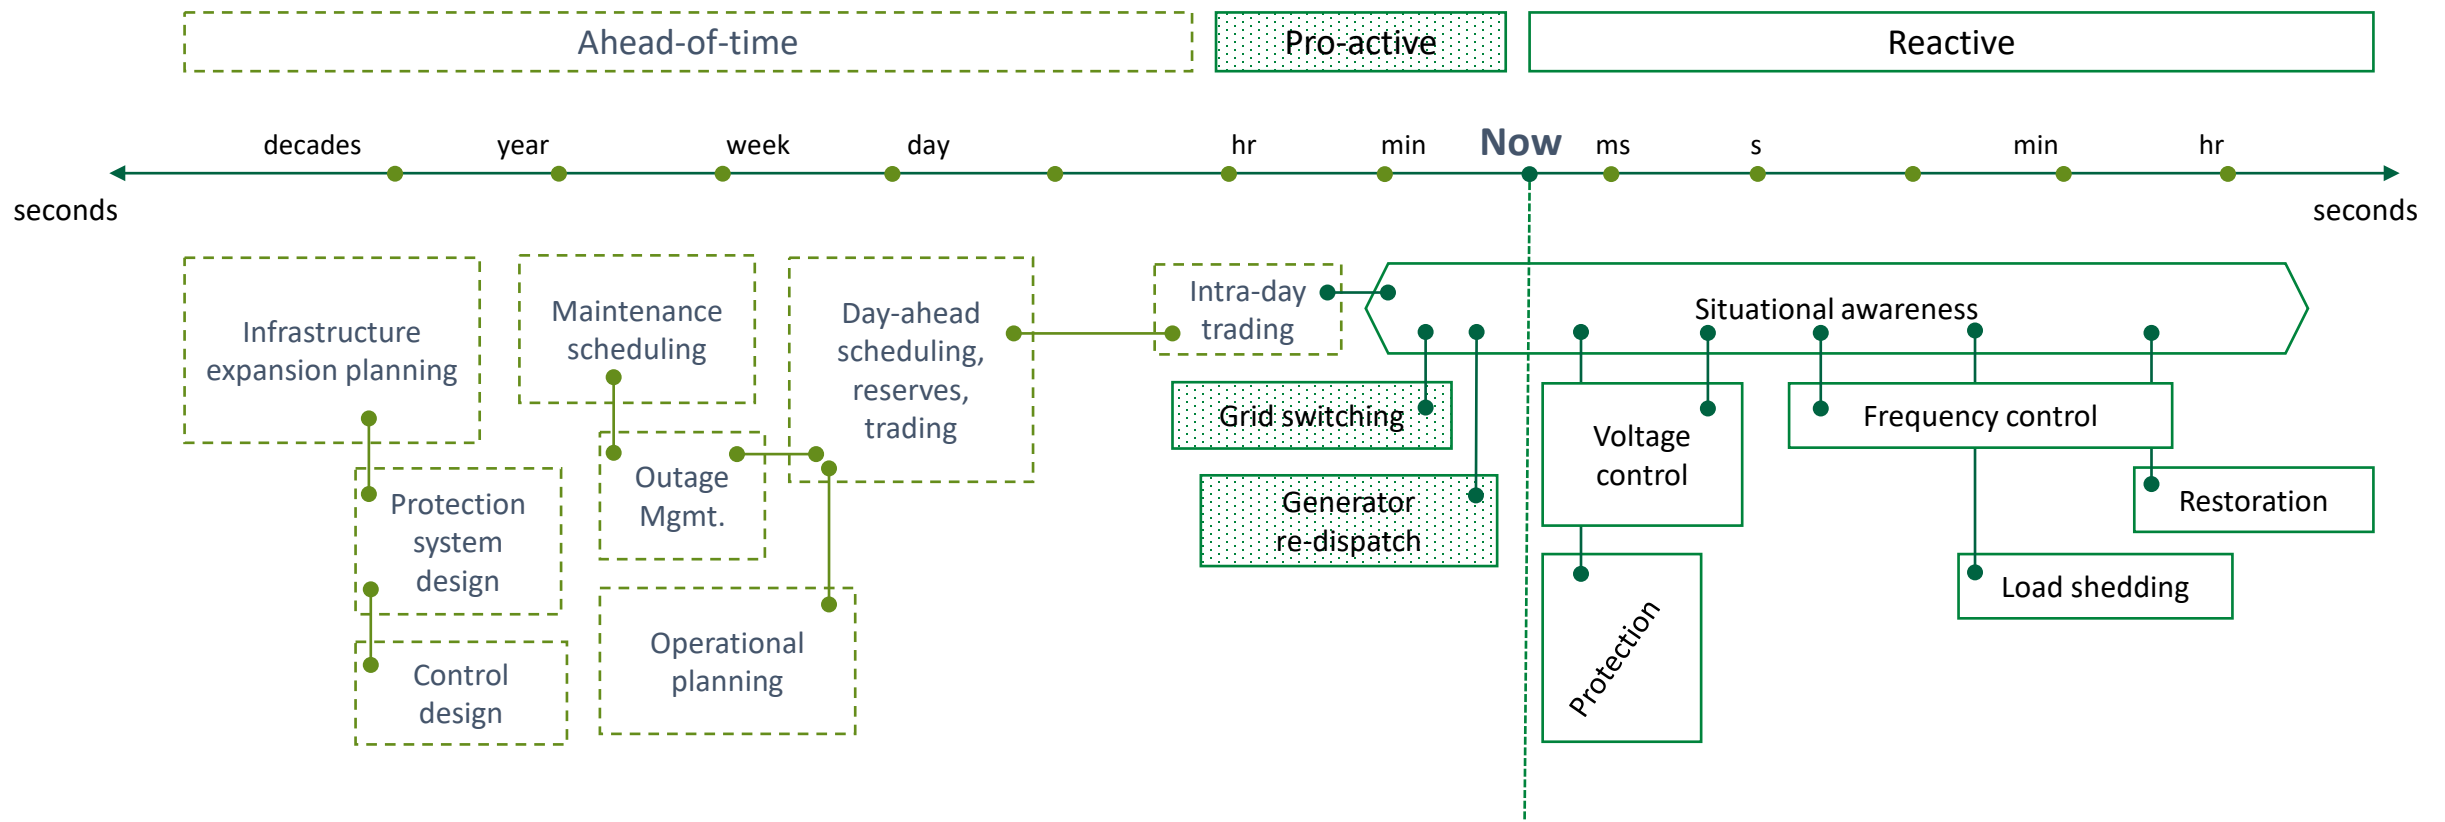 Ahead-of-time
Pro-active
Reactive
decades
year
week
day
hr
min
Now
ms
s
min
hr
seconds
seconds
Infrastructure
expansion planning
Maintenance
scheduling
Day-ahead
scheduling,
reserves,
trading
Intra-day
trading
Situational awareness
Grid switching
Generator
re-dispatch
Voltage
control
Frequency control
Protection
system
design
Outage
Mgmt.
Restoration
Load shedding
Protection
Operational
planning
Control
design